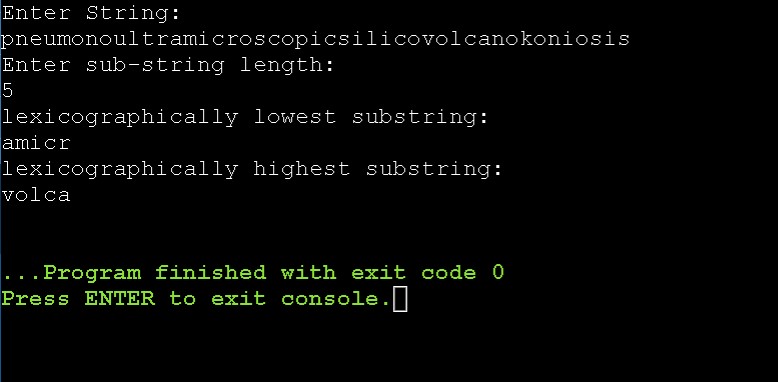 Enter String:
pneumonoultramicroscopicsilicovolcanokoniosis
Enter sub-string length:
5
lexicographically lowest substring:
amicr
lexicographically highest substring:
volca
...Program finished with exit code 0
Press ENTER to exit console.